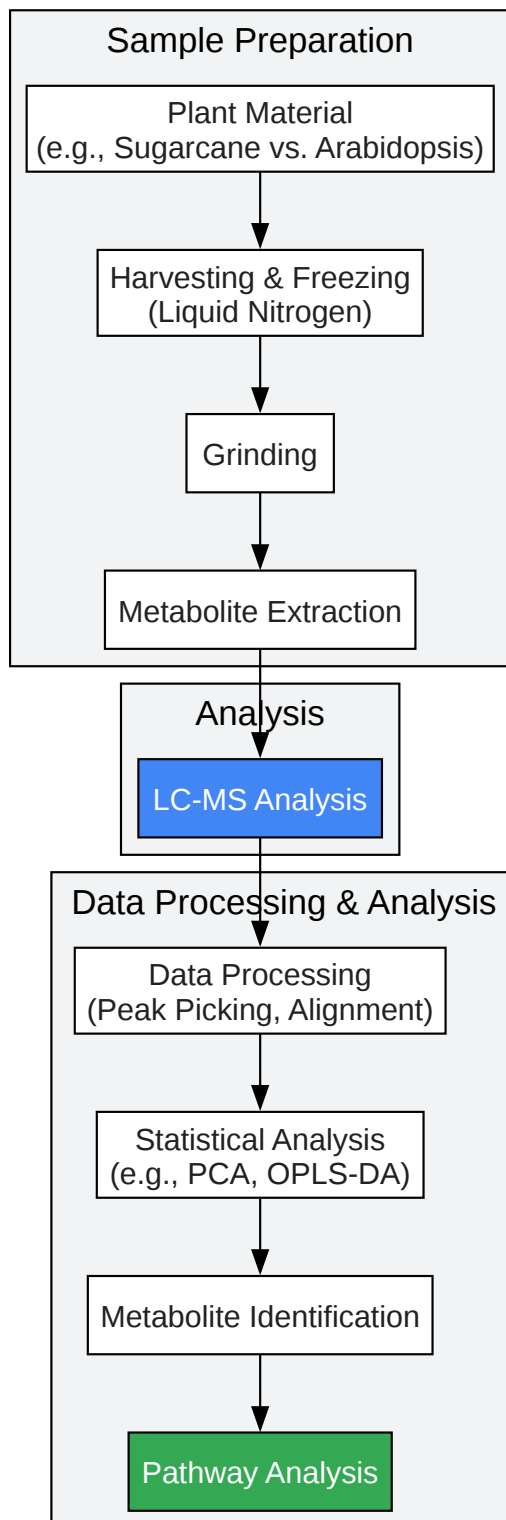 Sample Preparation
Plant Material
(e.g., Sugarcane vs. Arabidopsis)
Harvesting & Freezing
(Liquid Nitrogen)
Grinding
Metabolite Extraction
Analysis
LC-MS Analysis
Data Processing & Analysis
Data Processing
(Peak Picking, Alignment)
Statistical Analysis
(e.g., PCA, OPLS-DA)
Metabolite Identification
Pathway Analysis